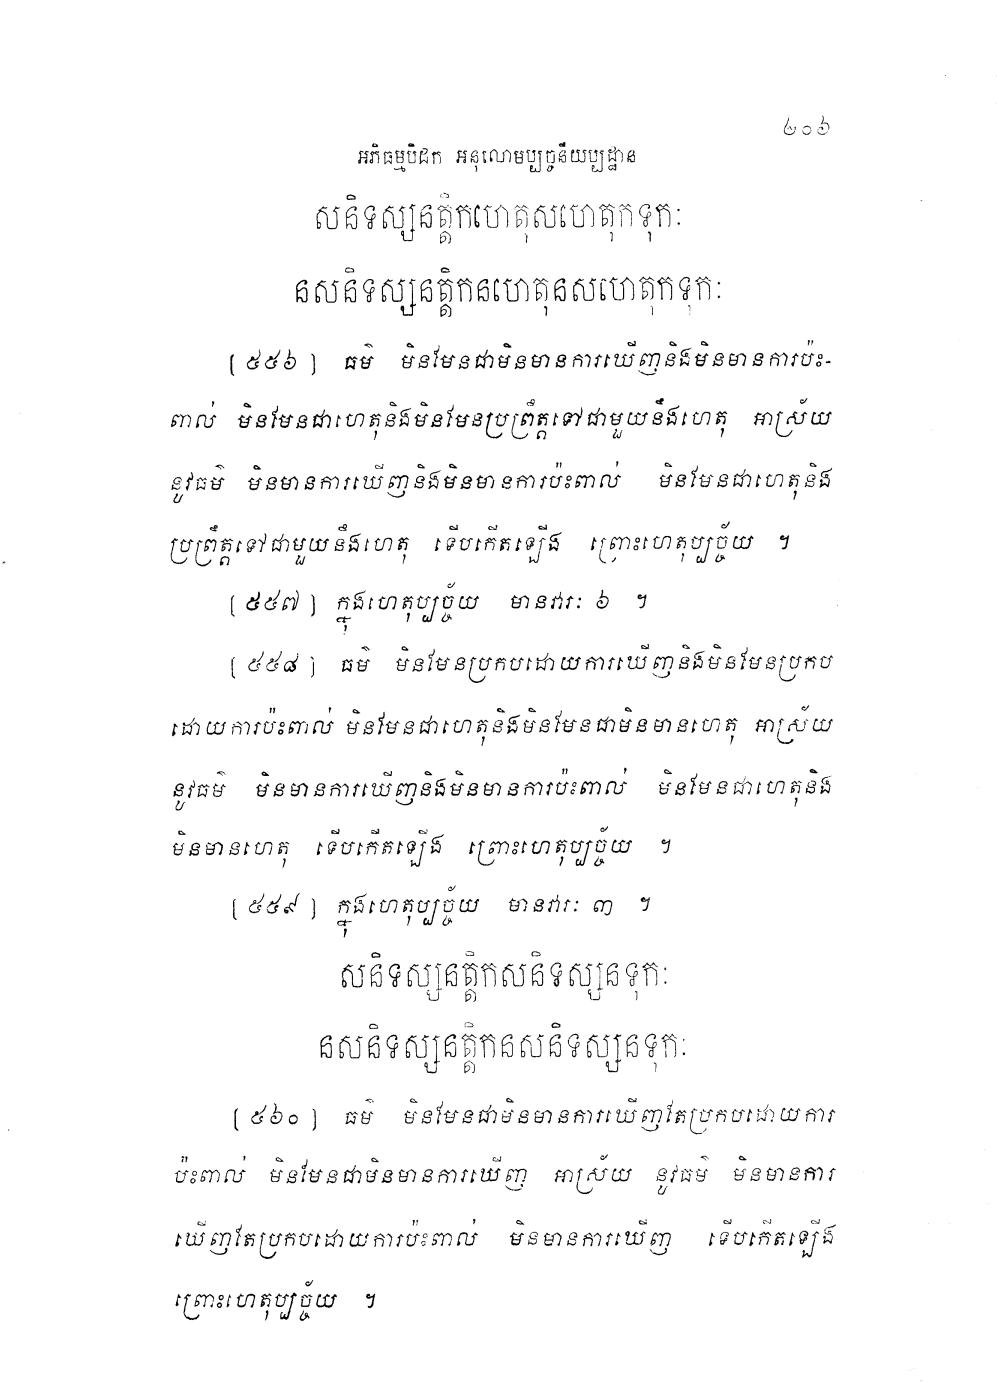 ២០៦
អភិធម្មបិដក អនុលោមប្បច្ចនីយប្បដ្ឋាន
សនិទស្សនត្តិកហេតុសហេតុកទុកៈ
នសនិទស្សនត្តិកនហេតុនសហេតុកទុកៈ
[ ៥៥៦ ] ធម៌ មិនមែនជាមិនមានការឃើញនិងមិនមានការប៉ះ-
ពាល់ មិនមែនជាហេតុនិងមិនមែនប្រព្រឹត្តទៅជាមួយនឹងហេតុ អាស្រ័យ
នូវធម៌ មិនមានការឃើញនិងមិនមានការប៉ះពាល់ មិនមែនជាហេតុនិង
ប្រព្រឹត្តទៅជាមួយនឹងហេតុ ទើបកើតឡើង ព្រោះហេតុប្បច្ច័យ ។
[ ៥៥៧ ] ក្នុងហេតុប្បច្ច័យ មានវារៈ ៦ ។
[ ៥៥៨ ] ធម៌ មិនមែនប្រកបដោយការឃើញនិងមិនមែនប្រកប
ដោយការប៉ះពាល់ មិនមែនជាហេតុនិងមិនមែនជាមិនមានហេតុ អាស្រ័យ
នូវធម៌ មិនមានការឃើញនិងមិនមានការប៉ះពាល់ មិនមែនជាហេតុនិង
មិនមានហេតុ ទើបកើតឡើង ព្រោះហេតុប្បច្ច័យ ។
[ ៥៥៩ ] ក្នុងហេតុប្បច្ច័យ មានវារៈ ៣ ។
សនិទស្សនត្តិកសនិទស្សនទុកៈ
នសនិទស្សនត្តិកនសនិទស្សនទុកៈ
[ ៥៦០ ] ធម៌ មិនមែនជាមិនមានការឃើញតែប្រកបដោយការ
ប៉ះពាល់ មិនមែនជាមិនមានការឃើញ អាស្រ័យ នូវធម៌ មិនមានការ
ឃើញតែប្រកបដោយការប៉ះពាល់ មិនមានការឃើញ ទើបកើតឡើង
ព្រោះហេតុប្បច្ច័យ ។